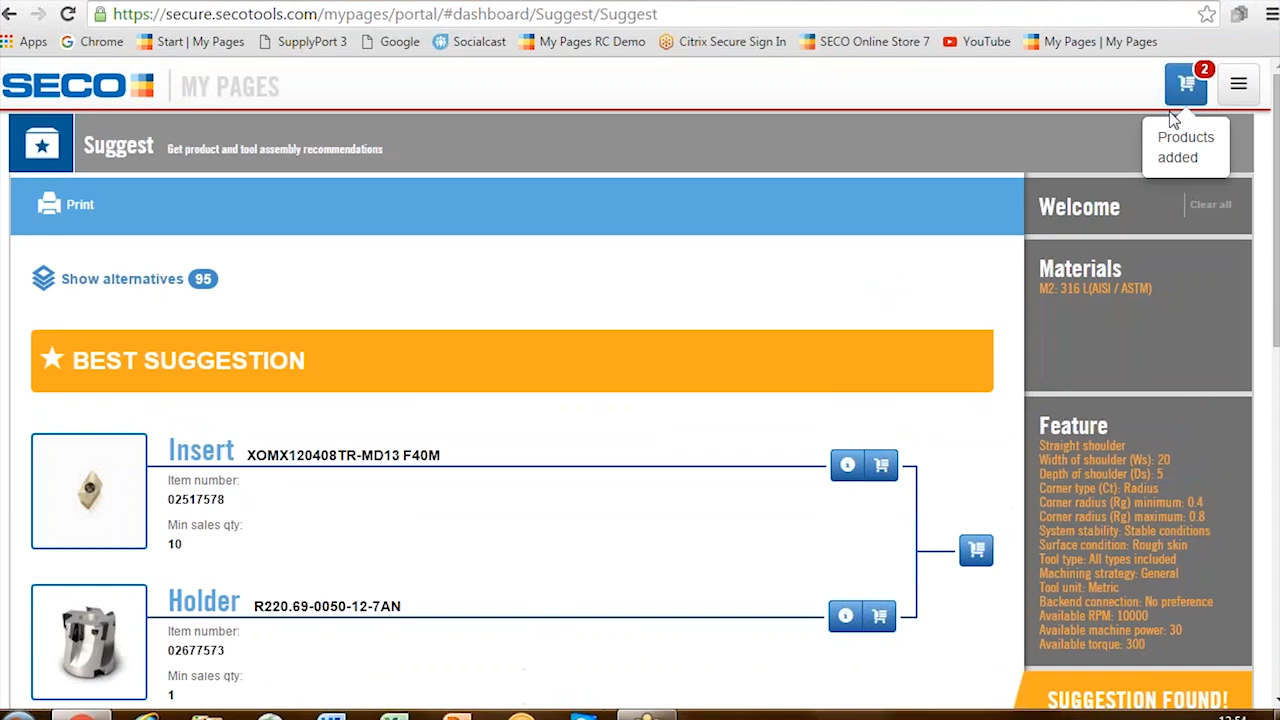 https://secure.secotools.com/mypages/portal/#dashboard/Suggest/Suggest
Apps Chrome Start | My Pages SupplyPort 3 Google Socialcast My Pages RC Demo Citrix Secure Sign In SECO Online Store 7 YouTube My Pages | My Pages
SECO MY PAGES
2
Products
added
Suggest Get product and tool assembly recommendations
Print
Show alternatives 95
BEST SUGGESTION
Insert XOMX120408TR-MD13 F40M
Item number:
02517578
Min sales qty:
10
Holder R220.69-0050-12-7AN
Item number:
02677573
Min sales qty:
1
Welcome Clear all
Materials
M2: 316 L(AISI / ASTM)
Feature
Straight shoulder
Width of shoulder (Ws): 20
Depth of shoulder (Ds): 5
Corner type (Ct): Radius
Corner radius (Rg) minimum: 0.4
Corner radius (Rg) maximum: 0.8
System stability: Stable conditions
Surface condition: Rough skin
Tool type: All types included
Machining strategy: General
Tool unit: Metric
Backend connection: No preference
Available RPM: 10000
Available machine power: 30
Available torque: 300
SUGGESTION FOUND!